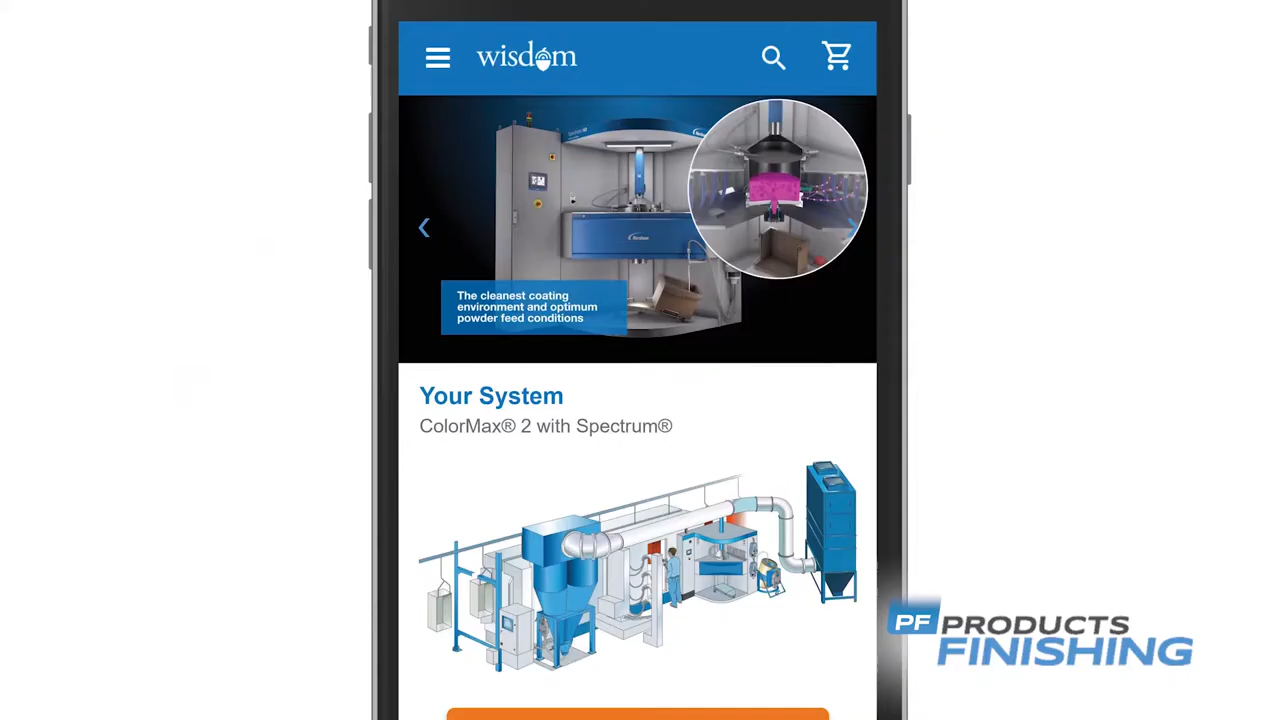 wisdom
The cleanest coating
environment and optimum
powder feed conditions
Your System
ColorMax® 2 with Spectrum®
PF PRODUCTS
FINISHING